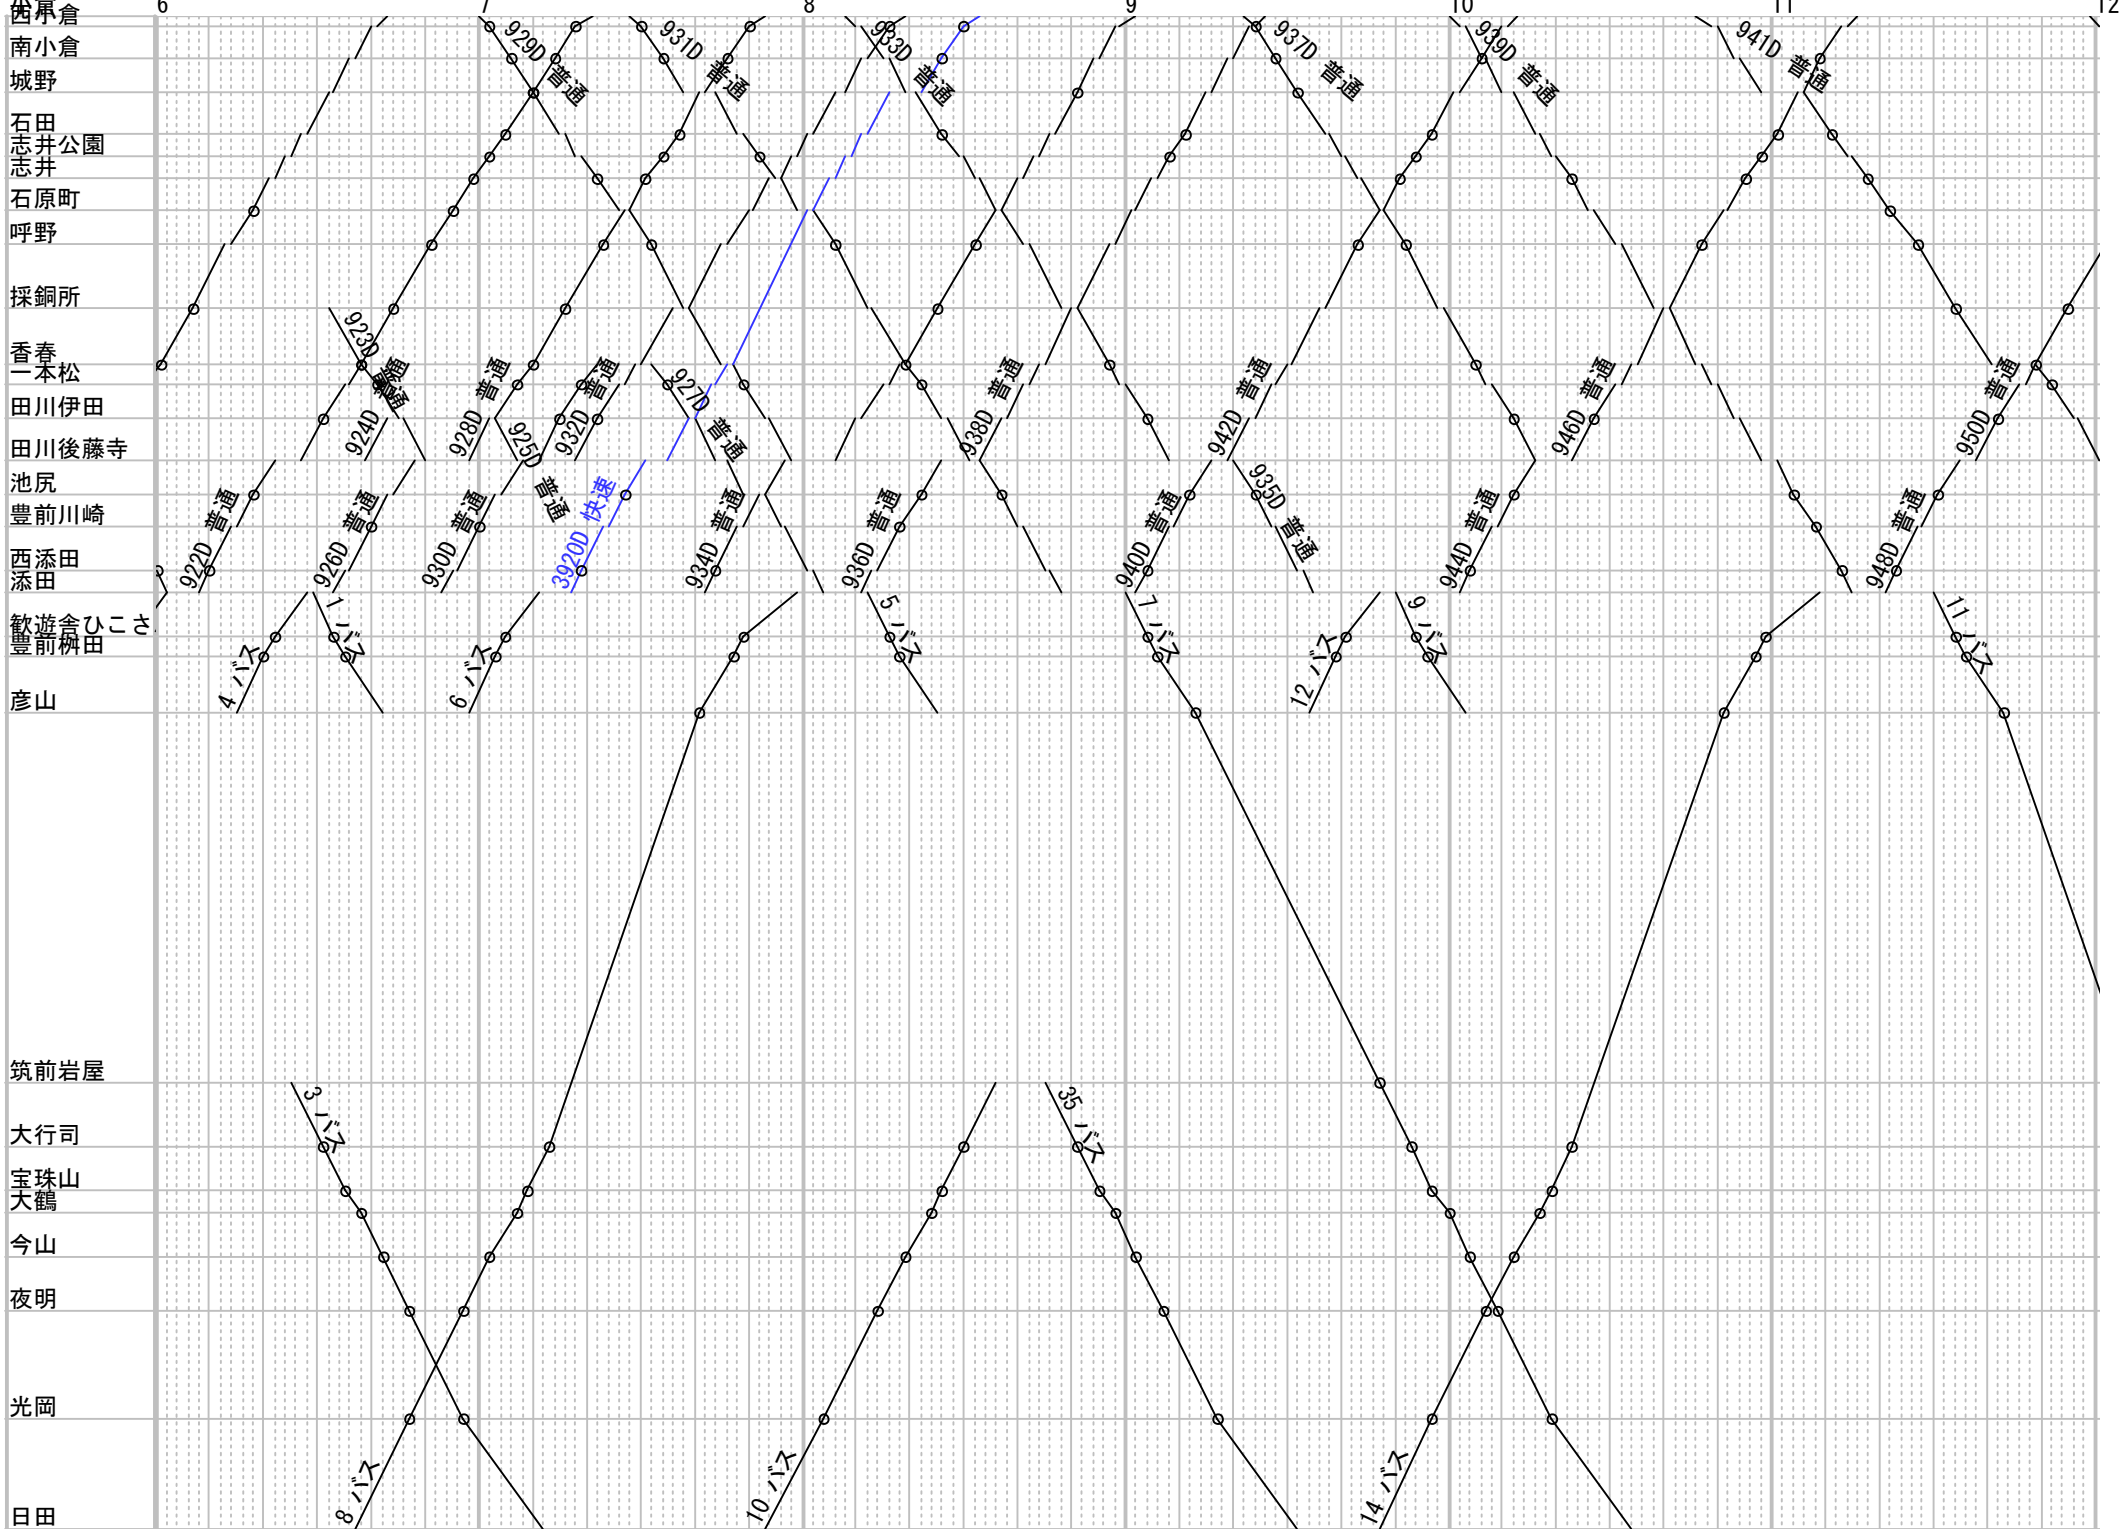 6 7 8 9 10 11 12
西小倉
南小倉
城野
石田
志井公園
志井
石原町
呼野
採銅所
香春
一本松
田川伊田
田川後藤寺
池尻
豊前川崎
西添田
添田
歓遊舎ひこさ
豊前桝田
彦山
筑前岩屋
大行司
宝珠山
大鶴
今山
夜明
光岡
日田
929D 普通
931D 普通
933D 普通
937D 普通
939D 普通
941D 普通
923D 普通
924D 普通
928D 普通
925D 普通
932D 普通
927D 普通
938D 普通
942D 普通
935D 普通
946D 普通
950D 普通
922D 普通
926D 普通
930D 普通
3920D 快速
934D 普通
936D 普通
940D 普通
944D 普通
948D 普通
4 バス
1 バス
6 バス
5 バス
7 バス
12 バス
9 バス
11 バス
3 バス
35 バス
8 バス
10 バス
14 バス